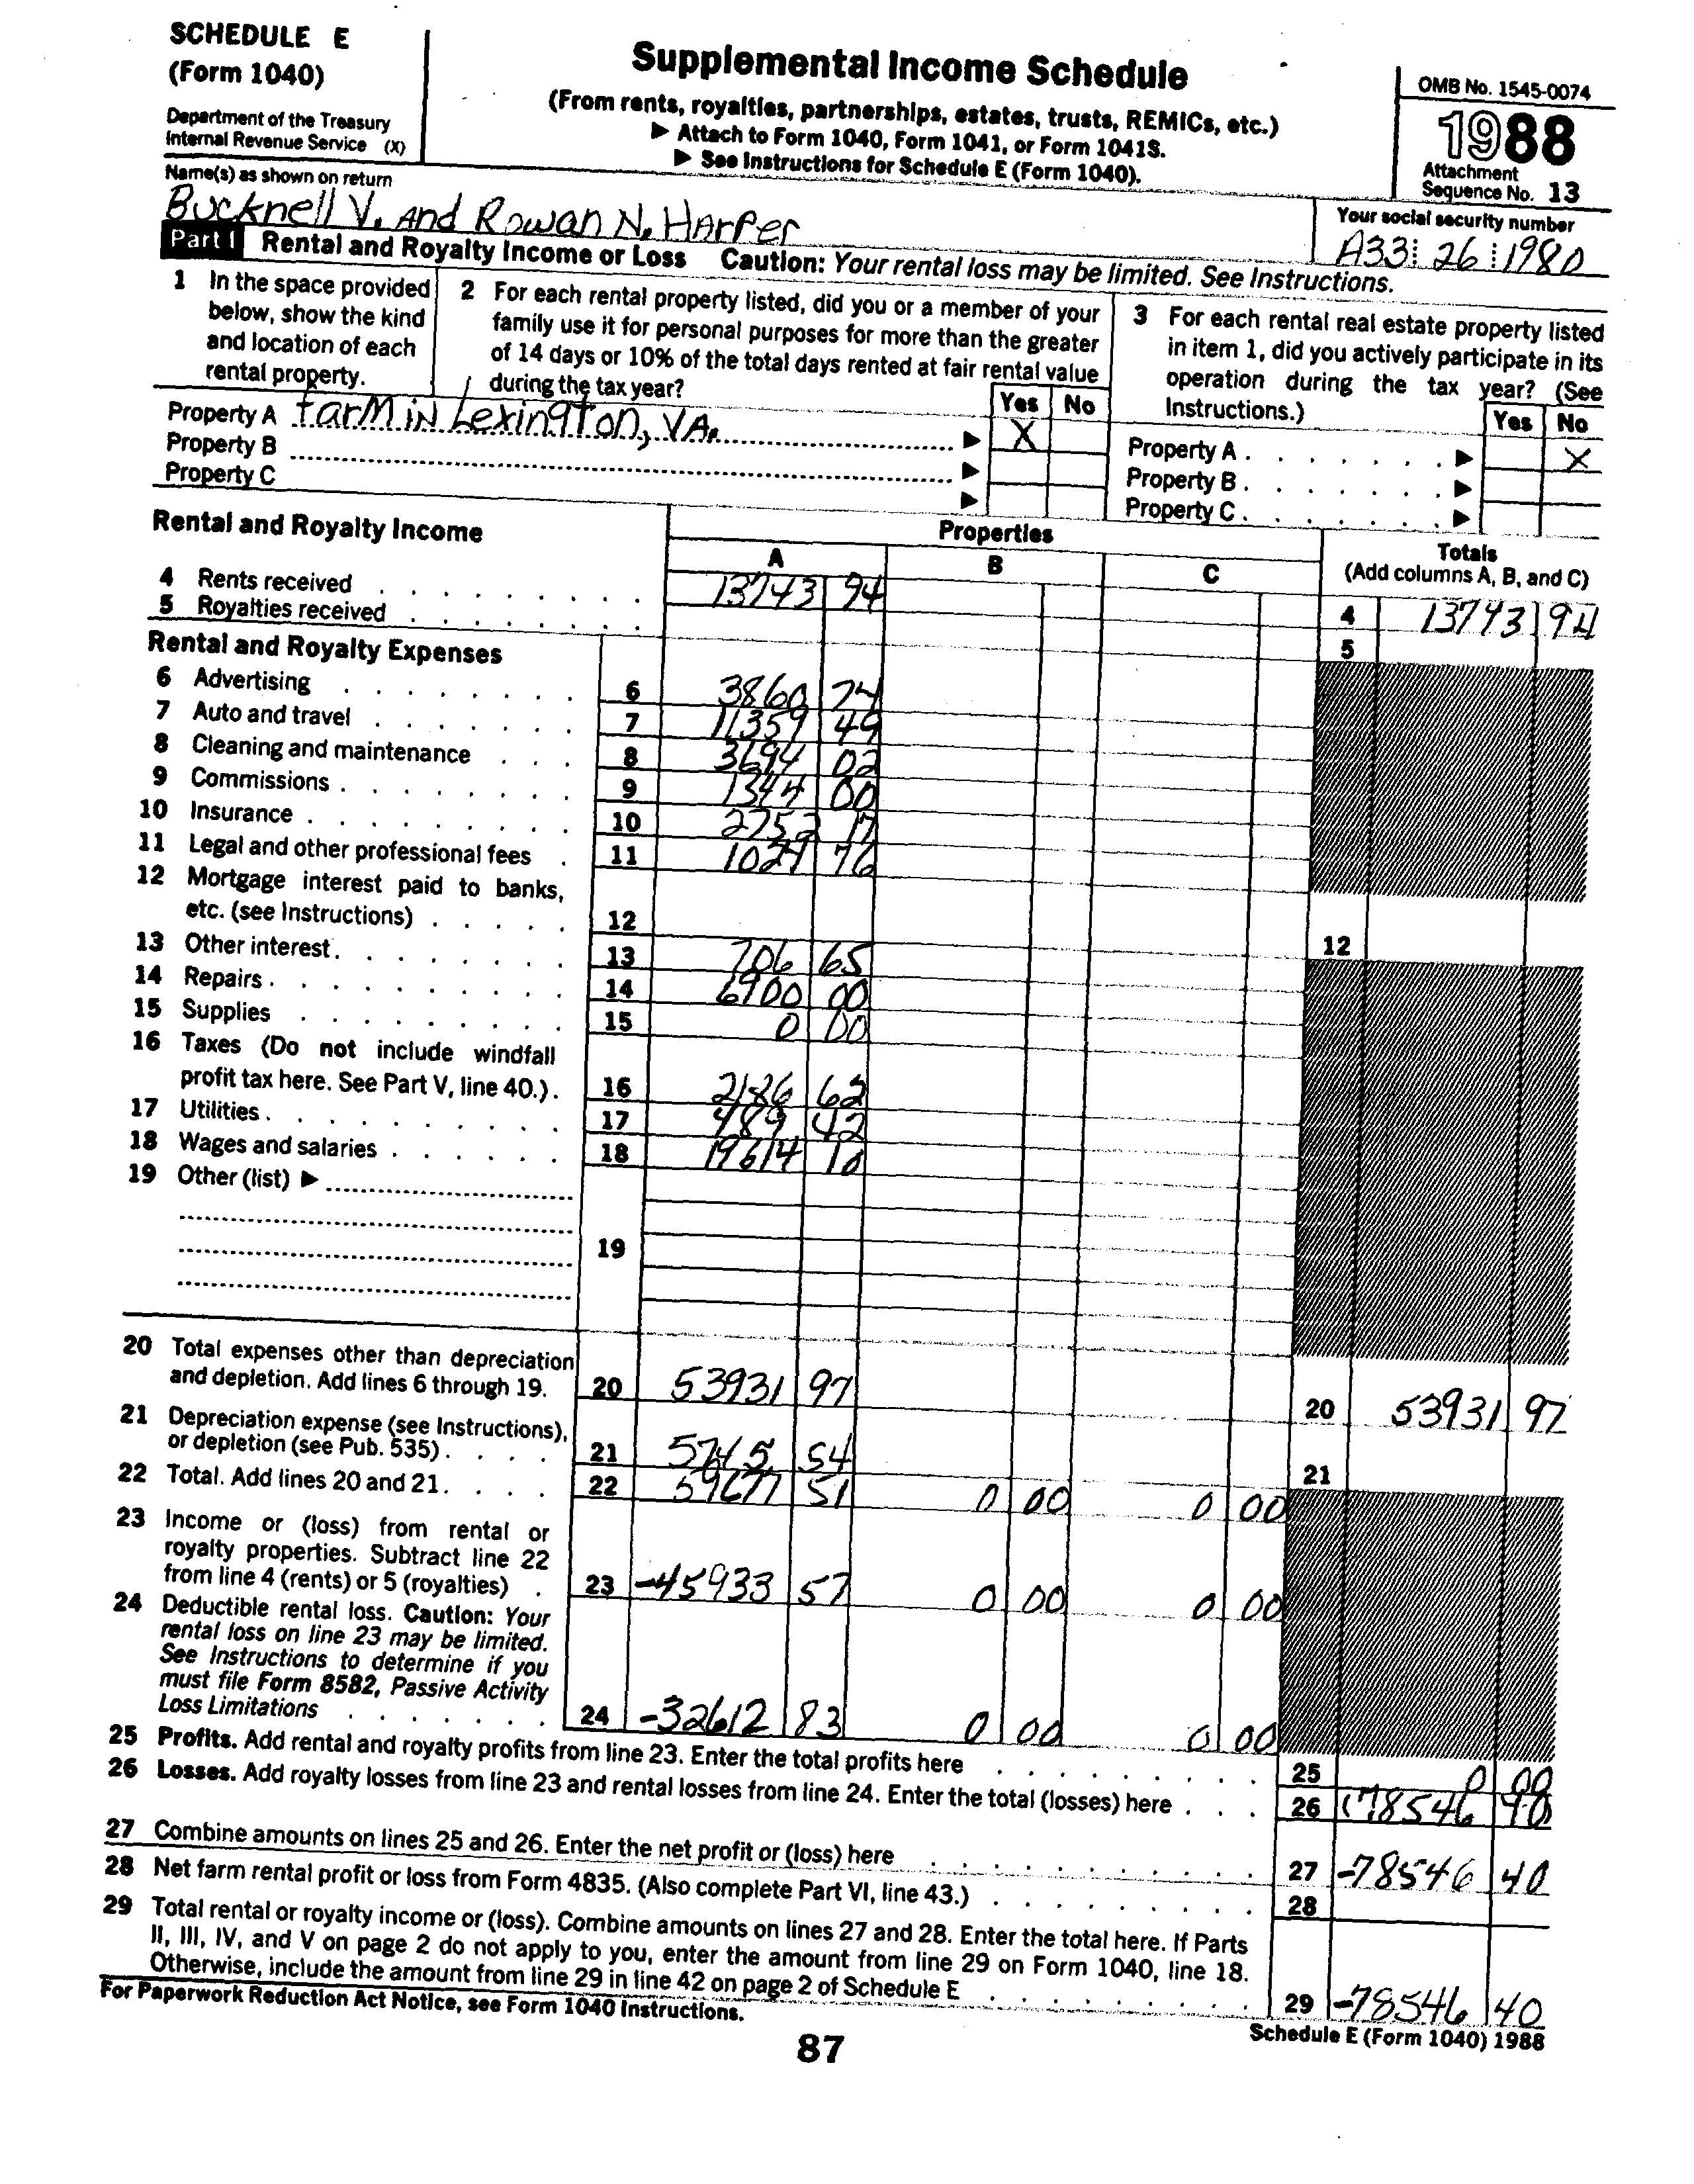 SCHEDULE E
(Form 1040)
Department of the Treasury
Internal Revenue Service (X)
Supplemental Income Schedule
(From rents, royalties, partnerships, estates, trusts, REMICs, etc.)
▶ Attach to Form 1040, Form 1041, or Form 1041S.
▶ See Instructions for Schedule E (Form 1040).
OMB No. 1545-0074
1988
Attachment
Sequence No. 13
Name(s) as shown on return
Bucknell V. And Rowan N. Harper
Your social security number
A33 26 1980
Part I Rental and Royalty Income or Loss Caution: Your rental loss may be limited. See Instructions.
1 In the space provided
below, show the kind
and location of each
rental property.
2 For each rental property listed, did you or a member of your
family use it for personal purposes for more than the greater
of 14 days or 10% of the total days rented at fair rental value
during the tax year?
Yes No
3 For each rental real estate property listed
in item 1, did you actively participate in its
operation during the tax year? (See
Instructions.)
Yes No
Property A farm in Lexington, VA. ▶ X
Property B ▶
Property C ▶
Property A ▶ X
Property B ▶
Property C ▶
Rental and Royalty Income
Properties
A B C
Totals
(Add columns A, B, and C)
4 Rents received 13743 94 4 13743 94
5 Royalties received 5
Rental and Royalty Expenses
6 Advertising 6 3860 74
7 Auto and travel 7 11359 49
8 Cleaning and maintenance 8 3694 02
9 Commissions 9 1344 00
10 Insurance 10 2752 17
11 Legal and other professional fees 11 1024 76
12 Mortgage interest paid to banks,
etc. (see Instructions) 12 12
13 Other interest 13 706 65
14 Repairs 14 6900 00
15 Supplies 15 0 00
16 Taxes (Do not include windfall
profit tax here. See Part V, line 40.) 16 2186 62
17 Utilities 17 489 42
18 Wages and salaries 18 19614 10
19 Other (list) ▶
19
20 Total expenses other than depreciation
and depletion. Add lines 6 through 19. 20 53931 97 20 53931 97
21 Depreciation expense (see Instructions),
or depletion (see Pub. 535) 21 5745 54 21
22 Total. Add lines 20 and 21 22 59677 51 0 00 0 00
23 Income or (loss) from rental or
royalty properties. Subtract line 22
from line 4 (rents) or 5 (royalties) 23 -45933 57 0 00 0 00
24 Deductible rental loss. Caution: Your
rental loss on line 23 may be limited.
See Instructions to determine if you
must file Form 8582, Passive Activity
Loss Limitations 24 -32612 83 0 00 0 00
25 Profits. Add rental and royalty profits from line 23. Enter the total profits here 25 0 00
26 Losses. Add royalty losses from line 23 and rental losses from line 24. Enter the total (losses) here 26 (78546 40)
27 Combine amounts on lines 25 and 26. Enter the net profit or (loss) here 27 -78546 40
28 Net farm rental profit or loss from Form 4835. (Also complete Part VI, line 43.) 28
29 Total rental or royalty income or (loss). Combine amounts on lines 27 and 28. Enter the total here. If Parts
II, III, IV, and V on page 2 do not apply to you, enter the amount from line 29 on Form 1040, line 18.
Otherwise, include the amount from line 29 in line 42 on page 2 of Schedule E 29 -78546 40
For Paperwork Reduction Act Notice, see Form 1040 Instructions.
Schedule E (Form 1040) 1988
87